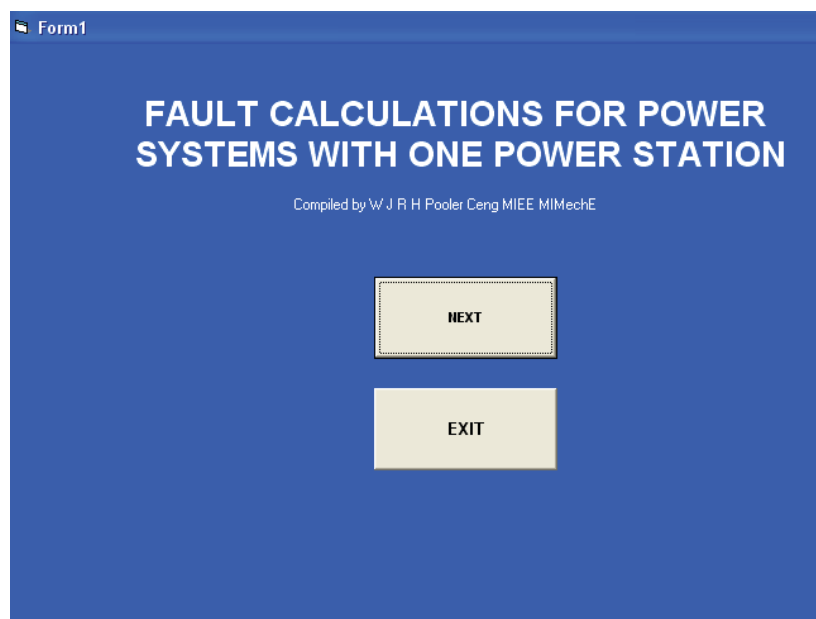 Form1
FAULT CALCULATIONS FOR POWER
SYSTEMS WITH ONE POWER STATION
Compiled by W J R H Pooler Ceng MIEE MIMechE
NEXT
EXIT